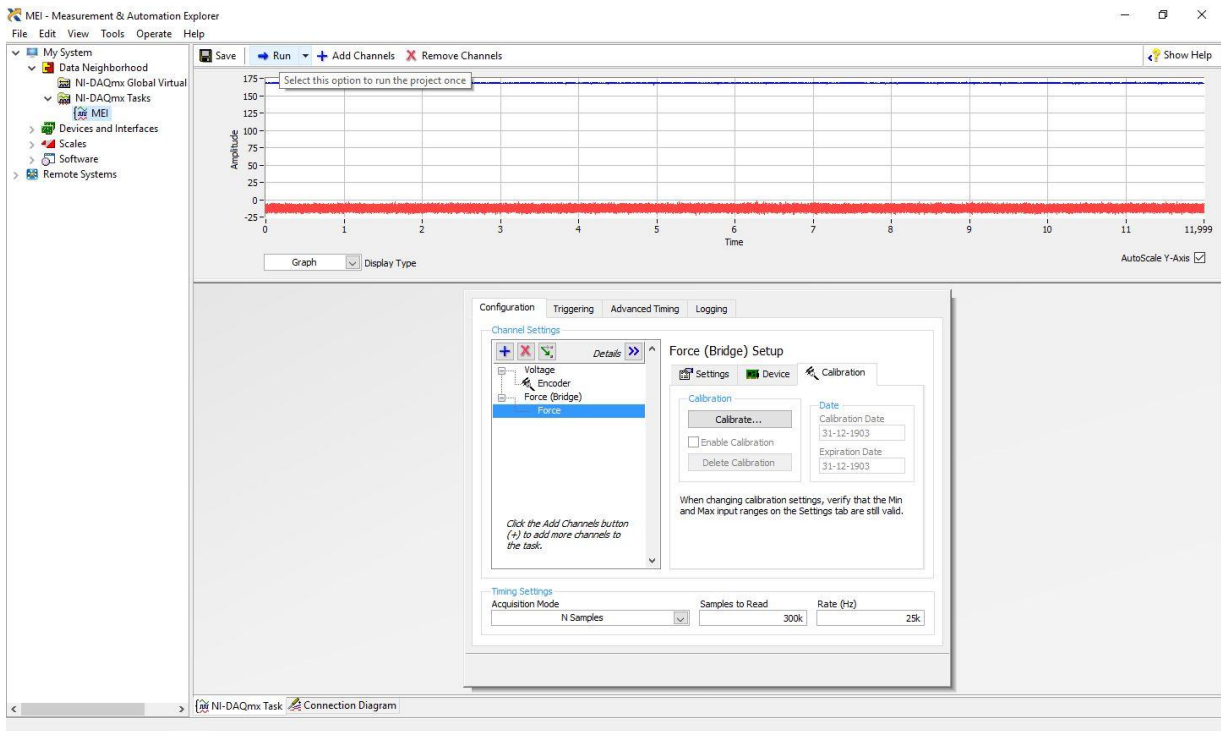 MEI - Measurement & Automation Explorer
File Edit View Tools Operate Help
My System
Data Neighborhood
NI-DAQmx Global Virtual
NI-DAQmx Tasks
MEI
Devices and Interfaces
Scales
Software
Remote Systems
Save Run Add Channels Remove Channels Show Help
Select this option to run the project once
175
150
125
100
75
50
25
0
-25
Amplitude
0 1 2 3 4 5 6 7 8 9 10 11 11,999
Time
Graph Display Type AutoScale Y-Axis
Configuration Triggering Advanced Timing Logging
Channel Settings
Details
Voltage
Encoder
Force (Bridge)
Force
Click the Add Channels button
(+) to add more channels to
the task.
Force (Bridge) Setup
Settings Device Calibration
Calibration
Calibrate...
Enable Calibration
Delete Calibration
Date
Calibration Date
31-12-1903
Expiration Date
31-12-1903
When changing calibration settings, verify that the Min
and Max input ranges on the Settings tab are still valid.
Timing Settings
Acquisition Mode Samples to Read Rate (Hz)
N Samples 300k 25k
NI-DAQmx Task Connection Diagram